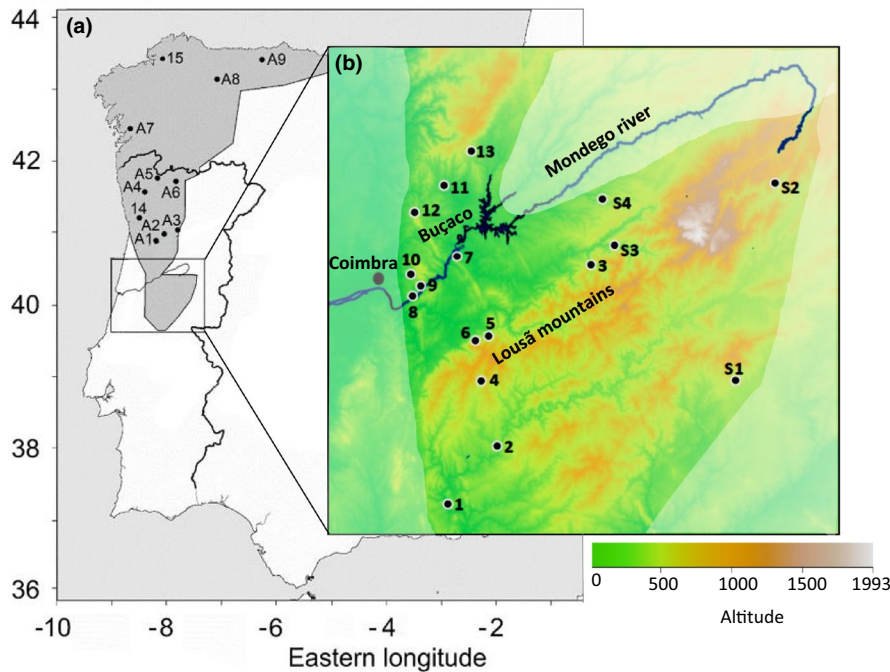 44
42
40
38
36
-10
-8
-6
-4
-2
Eastern longitude
(a)
15
A9
A8
A7
A5
A4
A6
14
A2
A3
A1
(b)
Mondego river
13
11
S4
S2
12
Buçaco
S3
Coimbra
10
7
3
9
8
5
6
Lousã mountains
4
S1
2
1
0
500
1000
1500
1993
Altitude